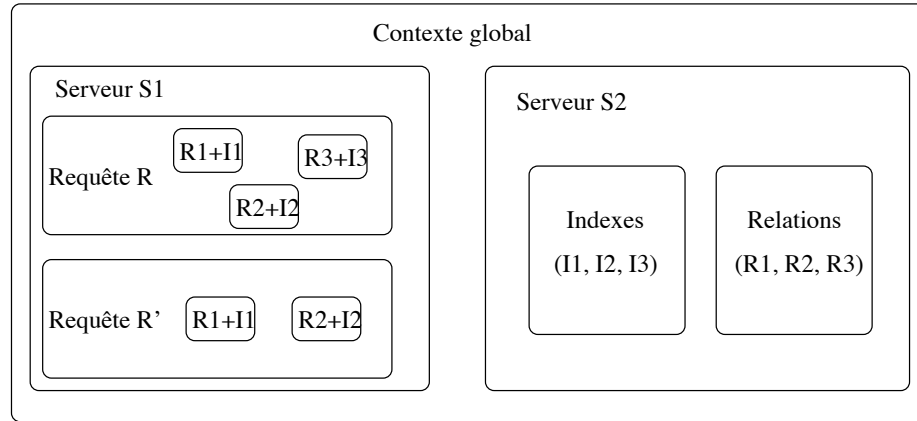 Contexte global
Serveur S1
Requête R
R1+I1
R3+I3
R2+I2
Requête R’
R1+I1
R2+I2
Serveur S2
Indexes
(I1, I2, I3)
Relations
(R1, R2, R3)